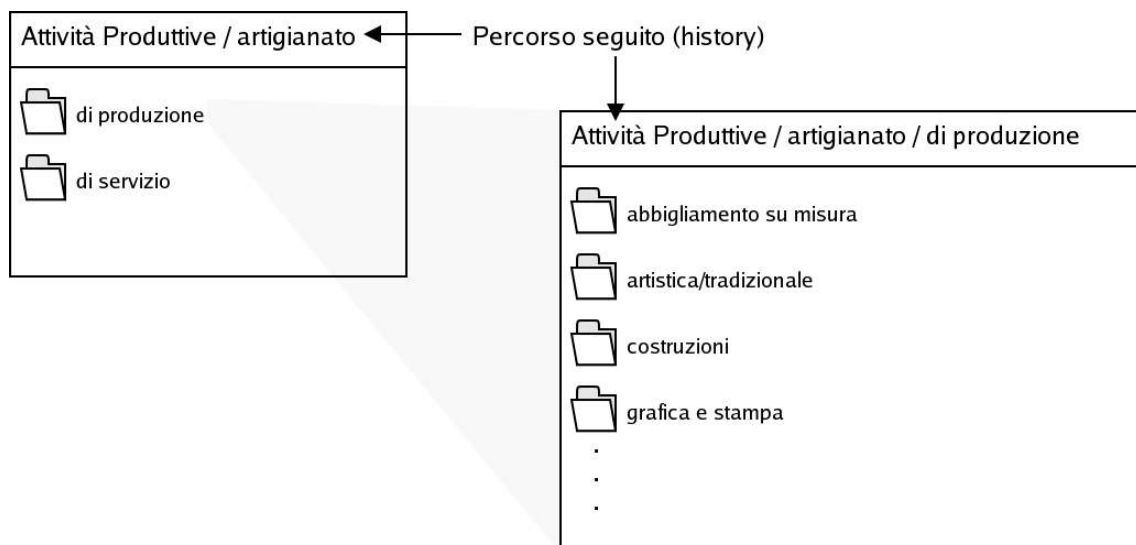 Attività Produttive / artigianato
Percorso seguito (history)
di produzione
di servizio
Attività Produttive / artigianato / di produzione
abbigliamento su misura
artistica/tradizionale
costruzioni
grafica e stampa
.
.
.